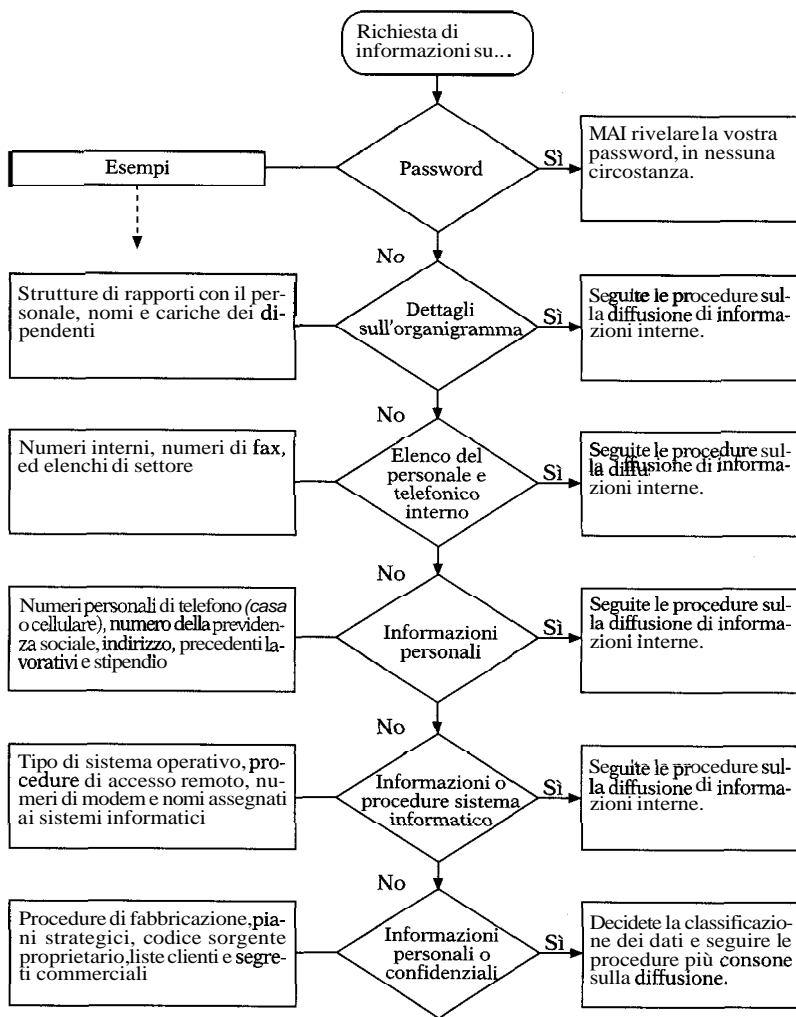 Richiesta di
informazioni su...
Esempi
Password
Sì
MAI rivelare la vostra
password, in nessuna
circostanza.
No
Strutture di rapporti con il per-
sonale, nomi e cariche dei di-
pendenti
Dettagli
sull'organigramma
Sì
Seguite le procedure sul-
la diffusione di informa-
zioni interne.
No
Numeri interni, numeri di fax,
ed elenchi di settore
Elenco del
personale e
telefonico
interno
Sì
Seguite le procedure sul-
la diffusione di informa-
zioni interne.
No
Numeri personali di telefono (casa
o cellulare), numero della previden-
za sociale, indirizzo, precedenti la-
vorativi e stipendio
Informazioni
personali
Sì
Seguite le procedure sul-
la diffusione di informa-
zioni interne.
No
Tipo di sistema operativo, pro-
cedure di accesso remoto, nu-
meri di modem e nomi assegnati
ai sistemi informatici
Informazioni o
procedure sistema
informatico
Sì
Seguite le procedure sul-
la diffusione di informa-
zioni interne.
No
Procedure di fabbricazione, pia-
ni strategici, codice sorgente
proprietario, liste clienti e segre-
ti commerciali
Informazioni
personali o
confidenziali
Sì
Decidete la classificazio-
ne dei dati e seguire le
procedure più consone
sulla diffusione.